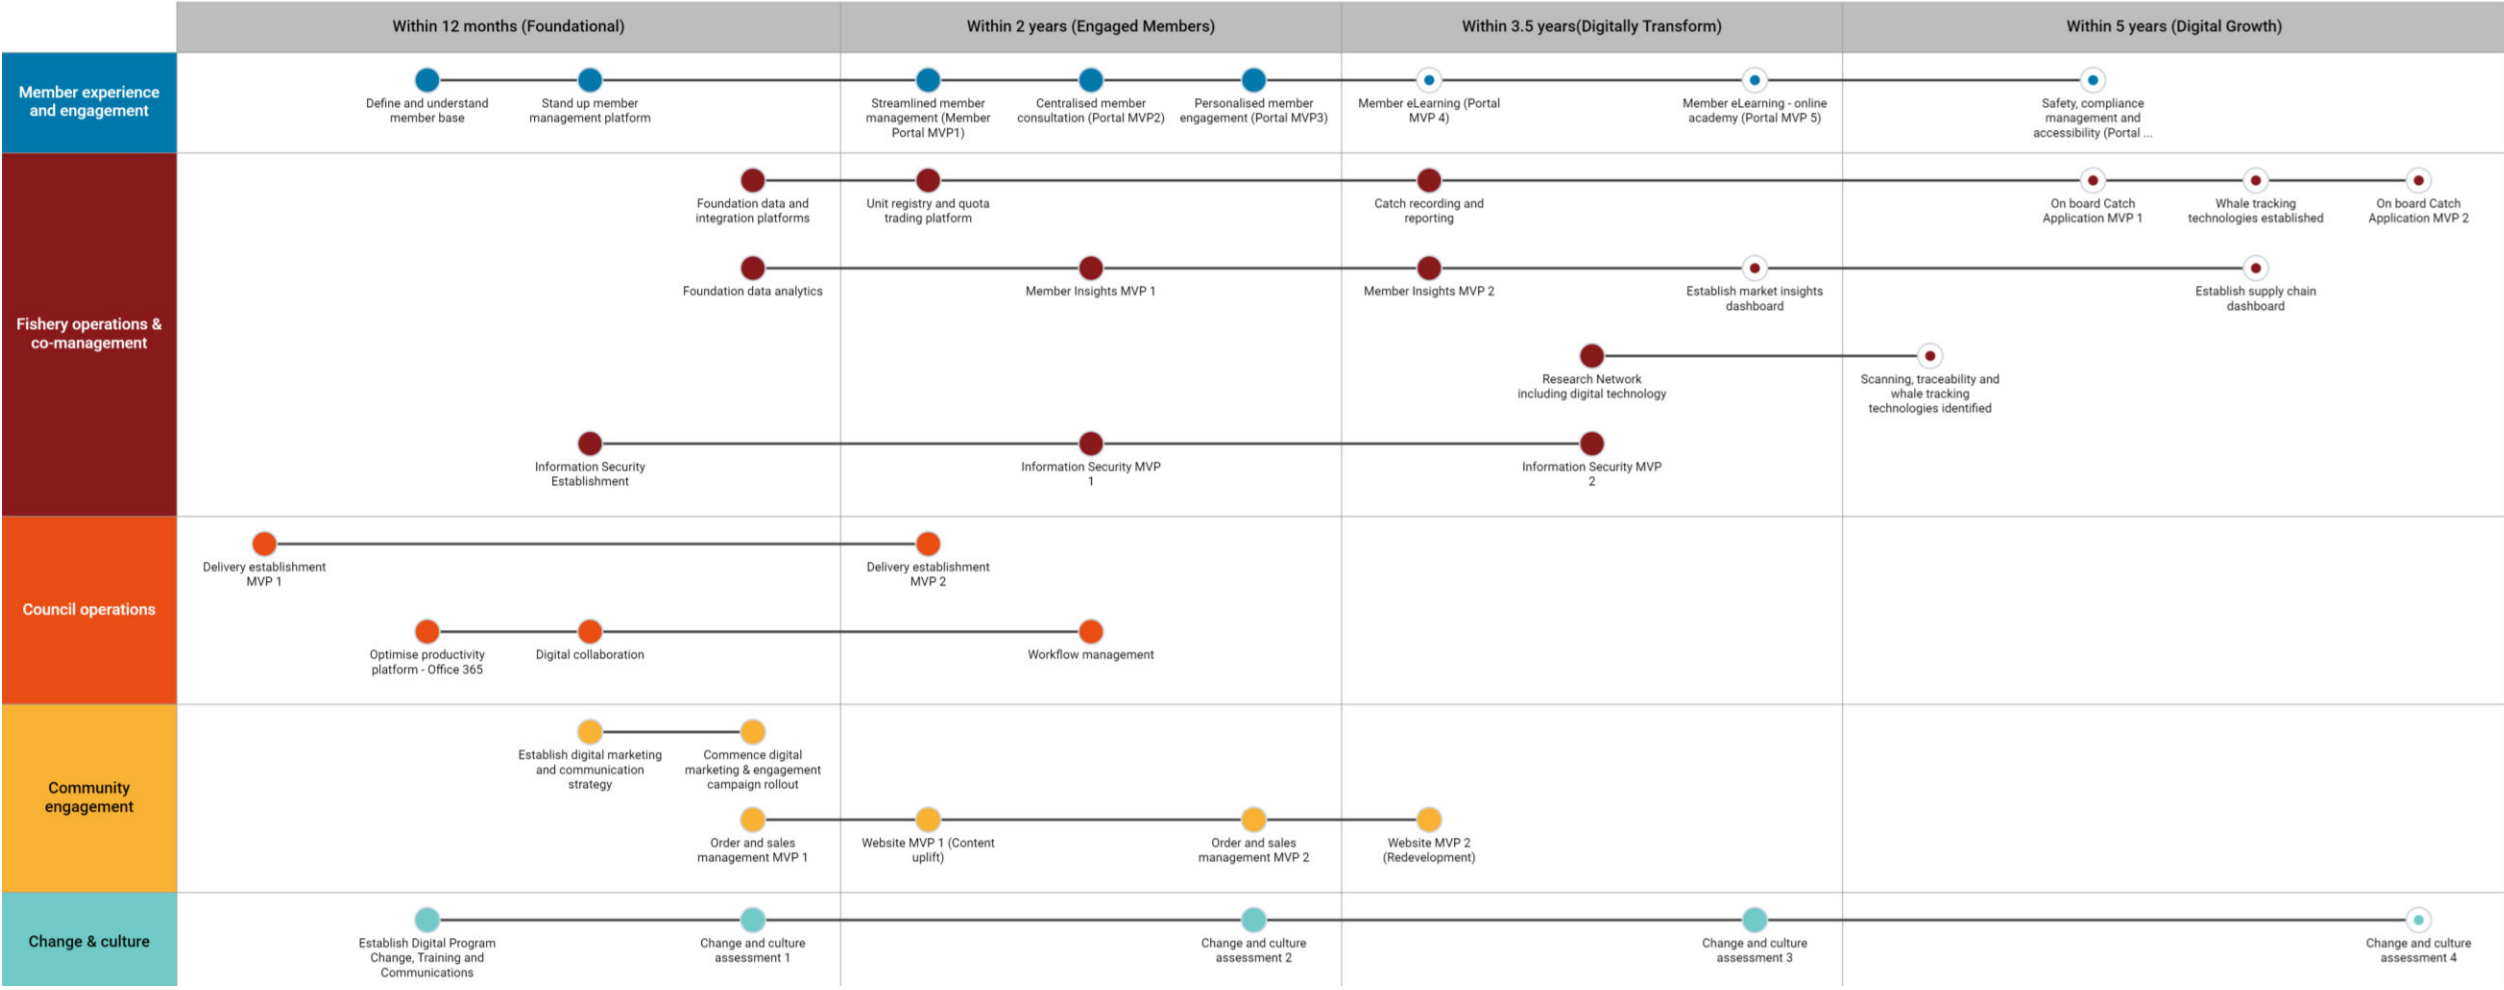 Within 12 months (Foundational)
Within 2 years (Engaged Members)
Within 3.5 years(Digitally Transform)
Within 5 years (Digital Growth)
Member experience
and engagement
Define and understand
member base
Stand up member
management platform
Streamlined member
management (Member
Portal MVP1)
Centralised member
consultation (Portal MVP2)
Personalised member
engagement (Portal MVP3)
Member eLearning (Portal
MVP 4)
Member eLearning - online
academy (Portal MVP 5)
Safety, compliance
management and
accessibility (Portal ...
Fishery operations &
co-management
Foundation data and
integration platforms
Unit registry and quota
trading platform
Catch recording and
reporting
On board Catch
Application MVP 1
Whale tracking
technologies established
On board Catch
Application MVP 2
Foundation data analytics
Member Insights MVP 1
Member Insights MVP 2
Establish market insights
dashboard
Establish supply chain
dashboard
Research Network
including digital technology
Scanning, traceability and
whale tracking
technologies identified
Information Security
Establishment
Information Security MVP
1
Information Security MVP
2
Council operations
Delivery establishment
MVP 1
Delivery establishment
MVP 2
Optimise productivity
platform - Office 365
Digital collaboration
Workflow management
Community
engagement
Establish digital marketing
and communication
strategy
Commence digital
marketing & engagement
campaign rollout
Order and sales
management MVP 1
Website MVP 1 (Content
uplift)
Order and sales
management MVP 2
Website MVP 2
(Redevelopment)
Change & culture
Establish Digital Program
Change, Training and
Communications
Change and culture
assessment 1
Change and culture
assessment 2
Change and culture
assessment 3
Change and culture
assessment 4